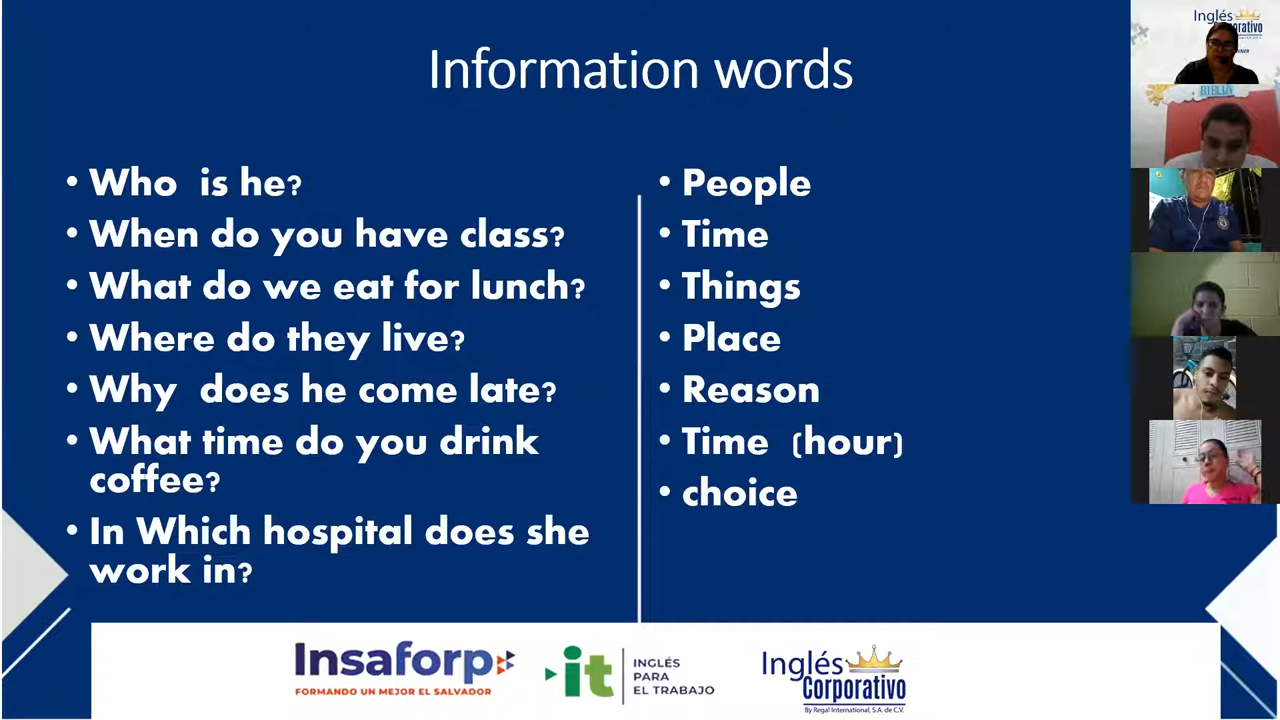 Information words
• Who is he?
• When do you have class?
• What do we eat for lunch?
• Where do they live?
• Why does he come late?
• What time do you drink
coffee?
• In Which hospital does she
work in?
• People
• Time
• Things
• Place
• Reason
• Time (hour)
• choice
Insaforp
FORMANDO UN MEJOR EL SALVADOR
it
INGLÉS
PARA
EL TRABAJO
Inglés
Corporativo
By Regal International, S.A. de C.V.
Inglés
BIBLIA